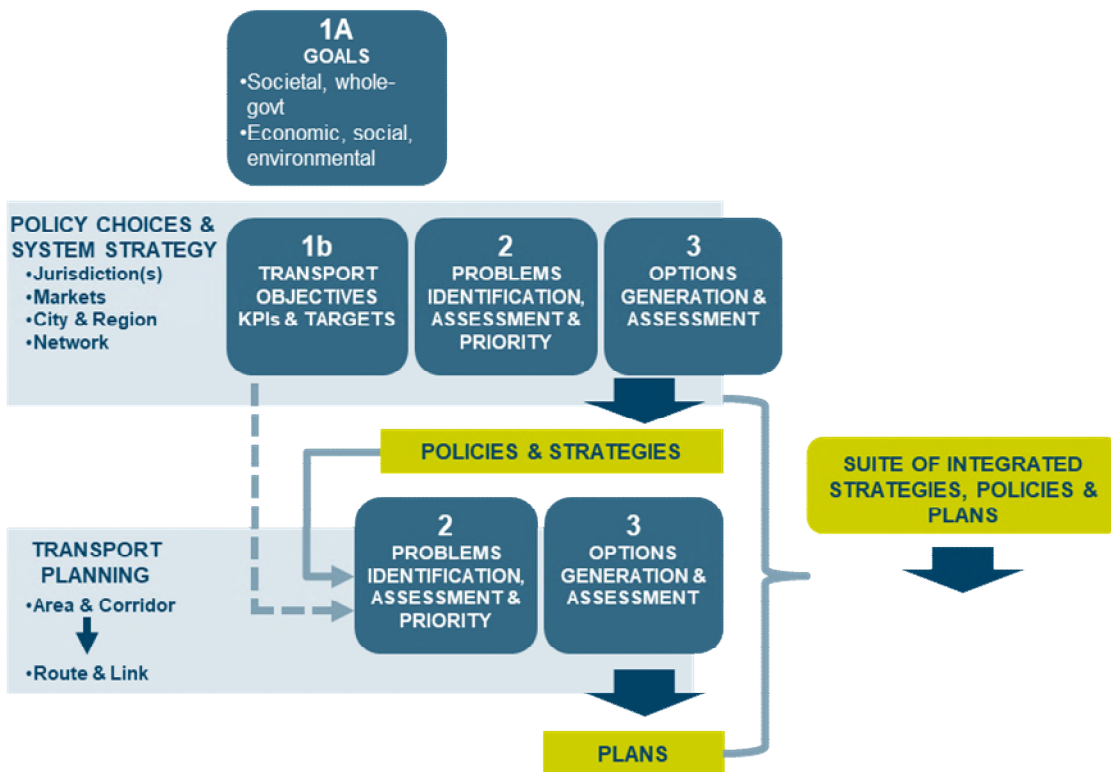 1A
GOALS
•Societal, whole-
govt
•Economic, social,
environmental
POLICY CHOICES &
SYSTEM STRATEGY
•Jurisdiction(s)
•Markets
•City & Region
•Network
1b
TRANSPORT
OBJECTIVES
KPIs & TARGETS
2
PROBLEMS
IDENTIFICATION,
ASSESSMENT &
PRIORITY
3
OPTIONS
GENERATION &
ASSESSMENT
POLICIES & STRATEGIES
SUITE OF INTEGRATED
STRATEGIES, POLICIES &
PLANS
TRANSPORT
PLANNING
•Area & Corridor
•Route & Link
2
PROBLEMS
IDENTIFICATION,
ASSESSMENT &
PRIORITY
3
OPTIONS
GENERATION &
ASSESSMENT
PLANS